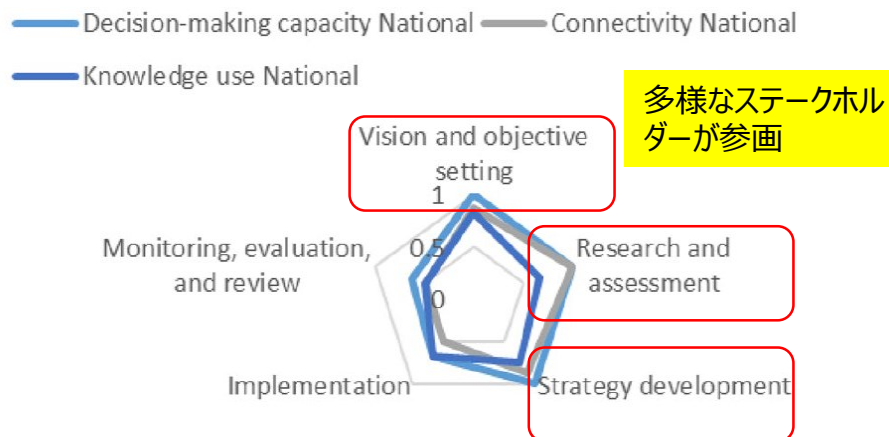 Decision-making capacity National
Connectivity National
Knowledge use National
多様なステークホル
ダーが参画
Vision and objective
setting
1
Monitoring, evaluation,
and review
0.5
Research and
assessment
0
Implementation
Strategy development